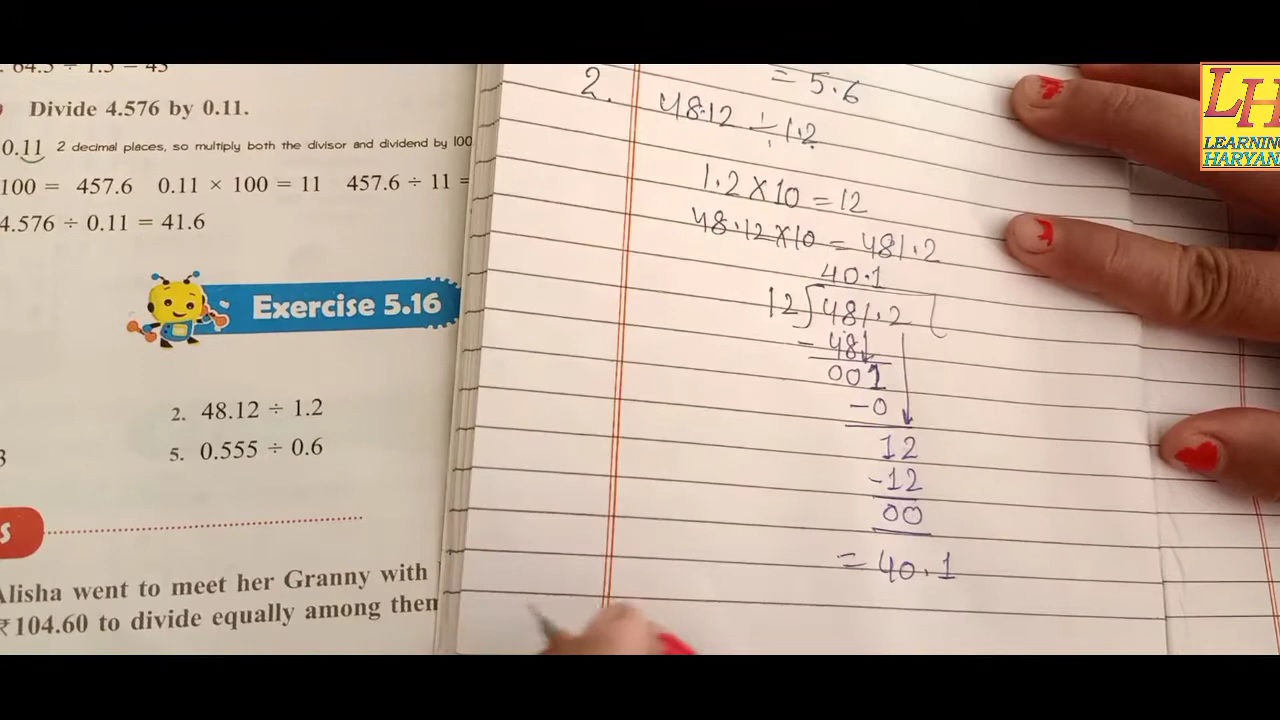 64.5 ÷ 1.5 = 43
Divide 4.576 by 0.11.
0.11 2 decimal places, so multiply both the divisor and dividend by 100
100 = 457.6 0.11 × 100 = 11 457.6 ÷ 11 =
4.576 ÷ 0.11 = 41.6
Exercise 5.16
2. 48.12 ÷ 1.2
3
5. 0.555 ÷ 0.6
S
Alisha went to meet her Granny with
₹104.60 to divide equally among them
= 5.6
2. 48.12 ÷ 1.2
1.2 × 10 = 12
48.12 × 10 = 481.2
40.1
12 481.2
- 48
001
-0
12
-12
00
= 40.1
LH
LEARNING
HARYAN